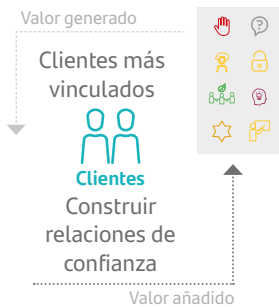 Valor generado
Clientes más
vinculados
Clientes
Construir
relaciones de
confianza
Valor añadido